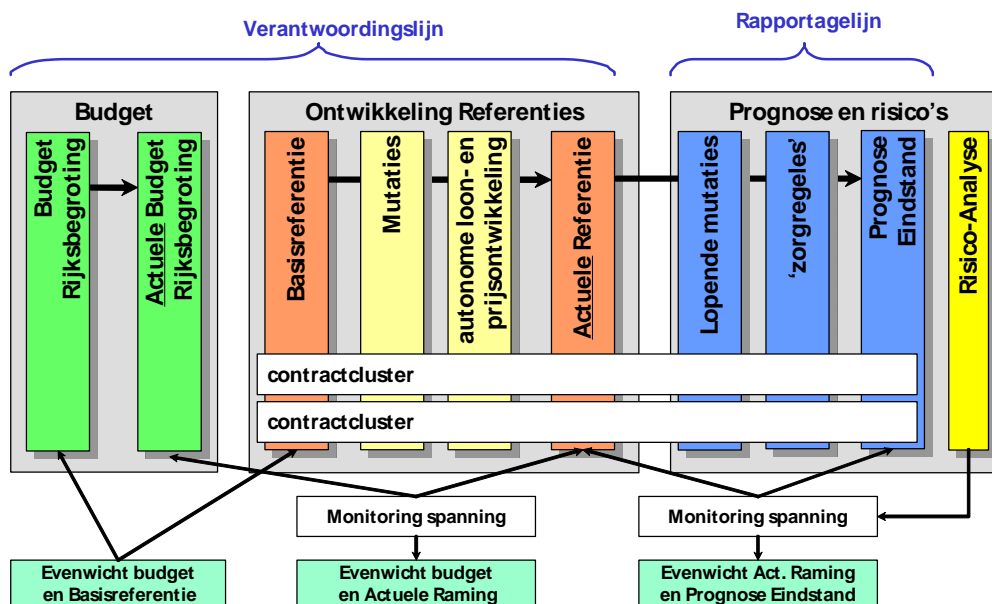 Verantwoordingslijn
Rapportagelijn
Budget
Ontwikkeling Referenties
Prognose en risico's
Budget
Rijksbegroting
Actuele Budget
Rijksbegroting
Basisreferentie
Mutaties
autonome loon- en
prijsontwikkeling
Actuele Referentie
Lopende mutaties
‘zorgregeles’
Prognose
Eindstand
Risico-Analyse
contractcluster
contractcluster
Monitoring spanning
Monitoring spanning
Evenwicht budget
en Basisreferentie
Evenwicht budget
en Actuele Raming
Evenwicht Act. Raming
en Prognose Eindstand